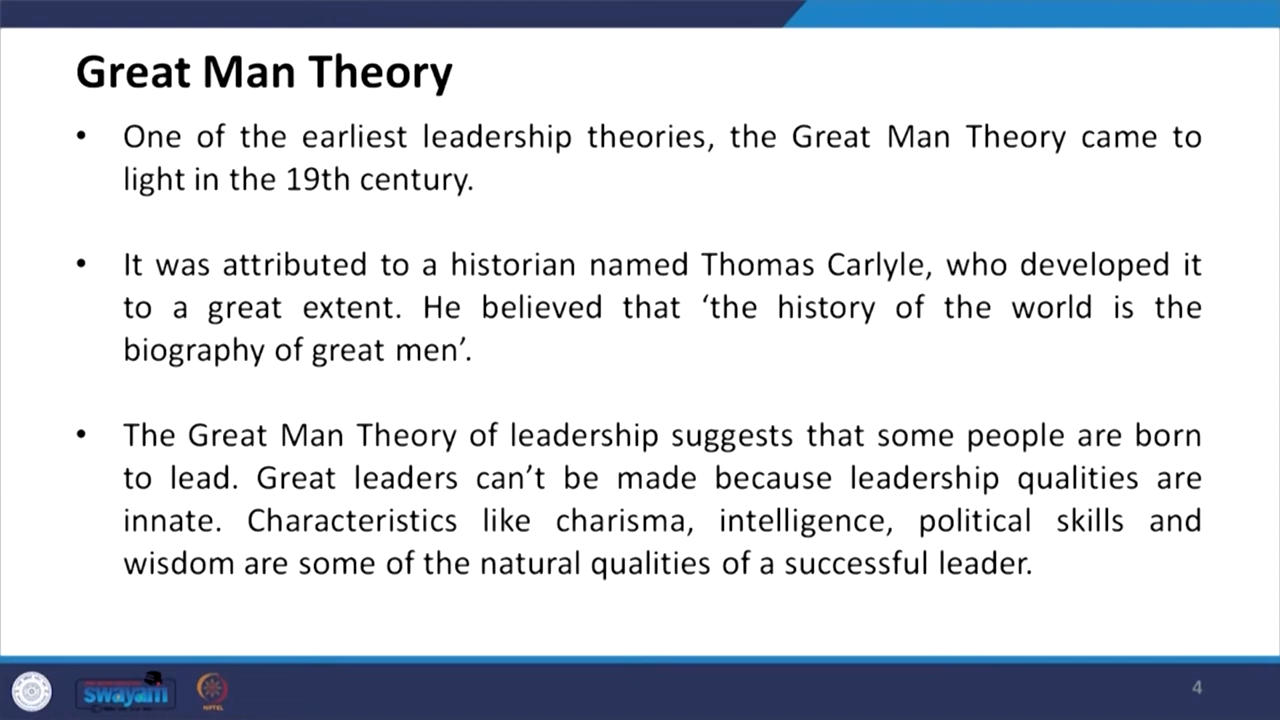 Great Man Theory
• One of the earliest leadership theories, the Great Man Theory came to
light in the 19th century.
• It was attributed to a historian named Thomas Carlyle, who developed it
to a great extent. He believed that ‘the history of the world is the
biography of great men’.
• The Great Man Theory of leadership suggests that some people are born
to lead. Great leaders can’t be made because leadership qualities are
innate. Characteristics like charisma, intelligence, political skills and
wisdom are some of the natural qualities of a successful leader.
swayam
NPTEL
4